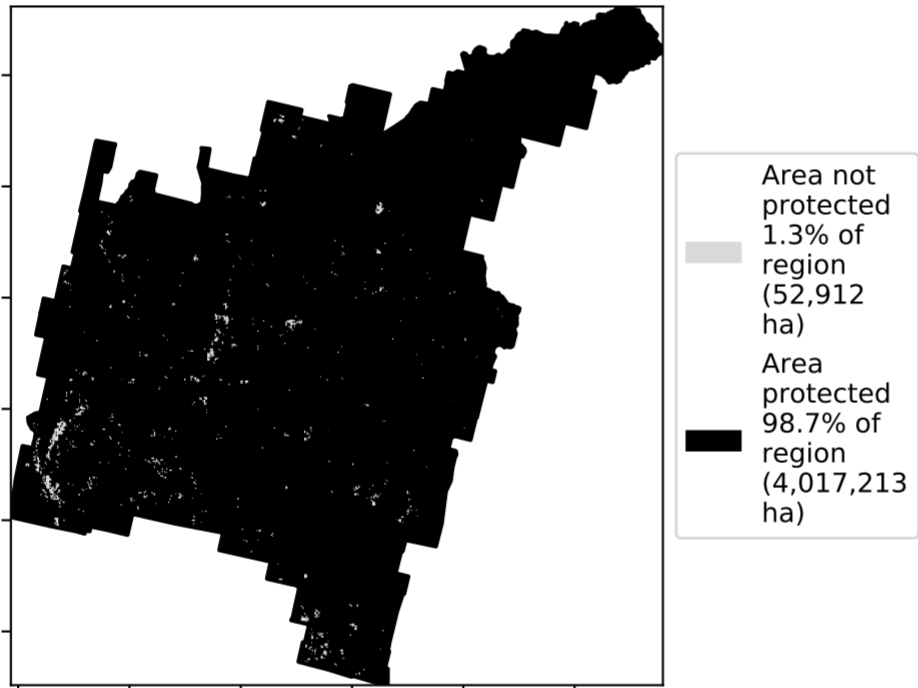 Area not
protected
1.3% of
region
(52,912
ha)
Area
protected
98.7% of
region
(4,017,213
ha)